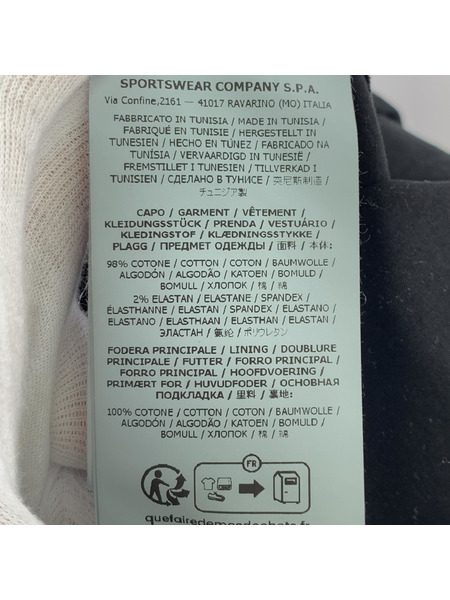 SPORTSWEAR COMPANY S.P.A.
Via Confine,2161 — 41017 RAVARINO (MO) ITALIA
FABBRICATO IN TUNISIA / MADE IN TUNISIA /
FABRIQUÉ EN TUNISIE / HERGESTELLT IN
TUNESIEN / HECHO EN TÚNEZ / FABRICADO NA
TUNÍSIA / VERVAARDIGD IN TUNESIË /
FREMSTILLET I TUNESIEN / TILLVERKAD I
TUNISIEN / СДЕЛАНО В ТУНИСЕ / 突尼斯制造 /
チュニジア製
CAPO / GARMENT / VÊTEMENT /
KLEIDUNGSSTÜCK / PRENDA / VESTUÁRIO /
KLEDINGSTOF / KLÆDNINGSSTYKKE /
PLAGG / ПРЕДМЕТ ОДЕЖДЫ / 面料 / 本体:
98% COTONE / COTTON / COTON / BAUMWOLLE /
ALGODÓN / ALGODÃO / KATOEN / BOMULD /
BOMULL / ХЛОПОК / 棉 / 綿
2% ELASTAN / ELASTANE / SPANDEX /
ÉLASTHANNE / ELASTAN / SPANDEX / ELASTANO /
ELASTANO / ELASTHAAN / ELASTHAN / ELASTAN /
ЭЛАСТАН / 氨纶 / ポリウレタン
FODERA PRINCIPALE / LINING / DOUBLURE
PRINCIPALE / FUTTER / FORRO PRINCIPAL /
FORRO PRINCIPAL / HOOFDVOERING /
PRIMÆRT FOR / HUVUDFODER / ОСНОВНАЯ
ПОДКЛАДКА / 里料 / 裏地:
100% COTONE / COTTON / COTON / BAUMWOLLE /
ALGODÓN / ALGODÃO / KATOEN / BOMULD /
BOMULL / ХЛОПОК / 棉 / 綿
FR
quefairedemesdechets.fr